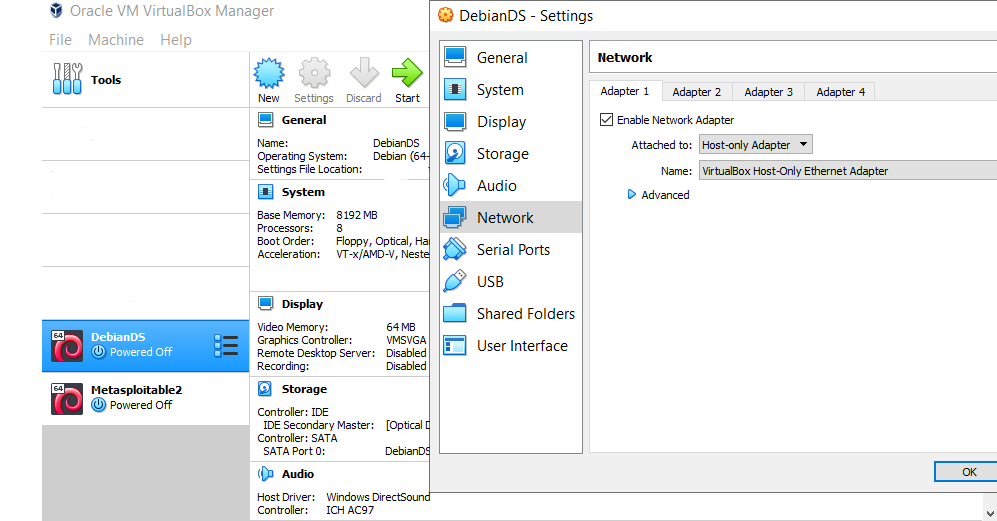 Oracle VM VirtualBox Manager
File Machine Help
Tools
New Settings Discard Start
General
Name: DebianDS
Operating System: Debian (64-
Settings File Location:
System
Base Memory: 8192 MB
Processors: 8
Boot Order: Floppy, Optical, Har
Acceleration: VT-x/AMD-V, Neste
Display
Video Memory: 64 MB
Graphics Controller: VMSVGA
Remote Desktop Server: Disabled
Recording: Disabled
Storage
Controller: IDE
IDE Secondary Master: [Optical D
Controller: SATA
SATA Port 0: DebianDS
Audio
Host Driver: Windows DirectSound
Controller: ICH AC97
64
DebianDS
Powered Off
64
Metasploitable2
Powered Off
DebianDS - Settings
General
System
Display
Storage
Audio
Network
Serial Ports
USB
Shared Folders
User Interface
Network
Adapter 1 Adapter 2 Adapter 3 Adapter 4
Enable Network Adapter
Attached to: Host-only Adapter
Name: VirtualBox Host-Only Ethernet Adapter
Advanced
OK